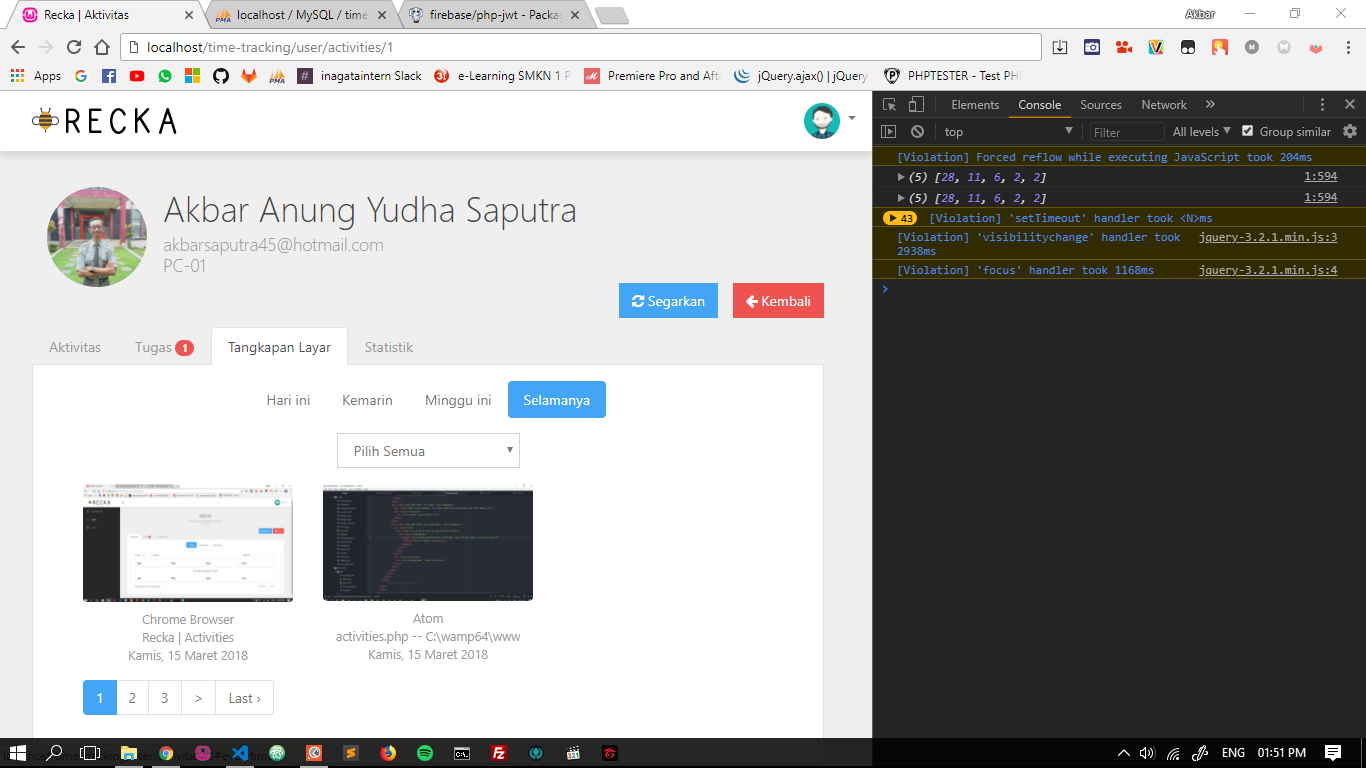 Recka | Aktivitas
localhost / MySQL / time
firebase/php-jwt - Packag
Akbar
localhost/time-tracking/user/activities/1
Apps
inagataintern Slack
e-Learning SMKN 1 P
Premiere Pro and Afte
jQuery.ajax() | jQuery
PHPTESTER - Test PH
RECKA
Akbar Anung Yudha Saputra
akbarsaputra45@hotmail.com
PC-01
Segarkan
Kembali
Aktivitas
Tugas 1
Tangkapan Layar
Statistik
Hari ini
Kemarin
Minggu ini
Selamanya
Pilih Semua
Chrome Browser
Recka | Activities
Kamis, 15 Maret 2018
Atom
activities.php -- C:\wamp64\www
Kamis, 15 Maret 2018
1 2 3 > Last ›
Elements Console Sources Network »
top
Filter
All levels
Group similar
[Violation] Forced reflow while executing JavaScript took 204ms
(5) [28, 11, 6, 2, 2] 1:594
(5) [28, 11, 6, 2, 2] 1:594
43 [Violation] 'setTimeout' handler took <N>ms
[Violation] 'visibilitychange' handler took jquery-3.2.1.min.js:3
2938ms
[Violation] 'focus' handler took 1168ms jquery-3.2.1.min.js:4
ENG
01:51 PM